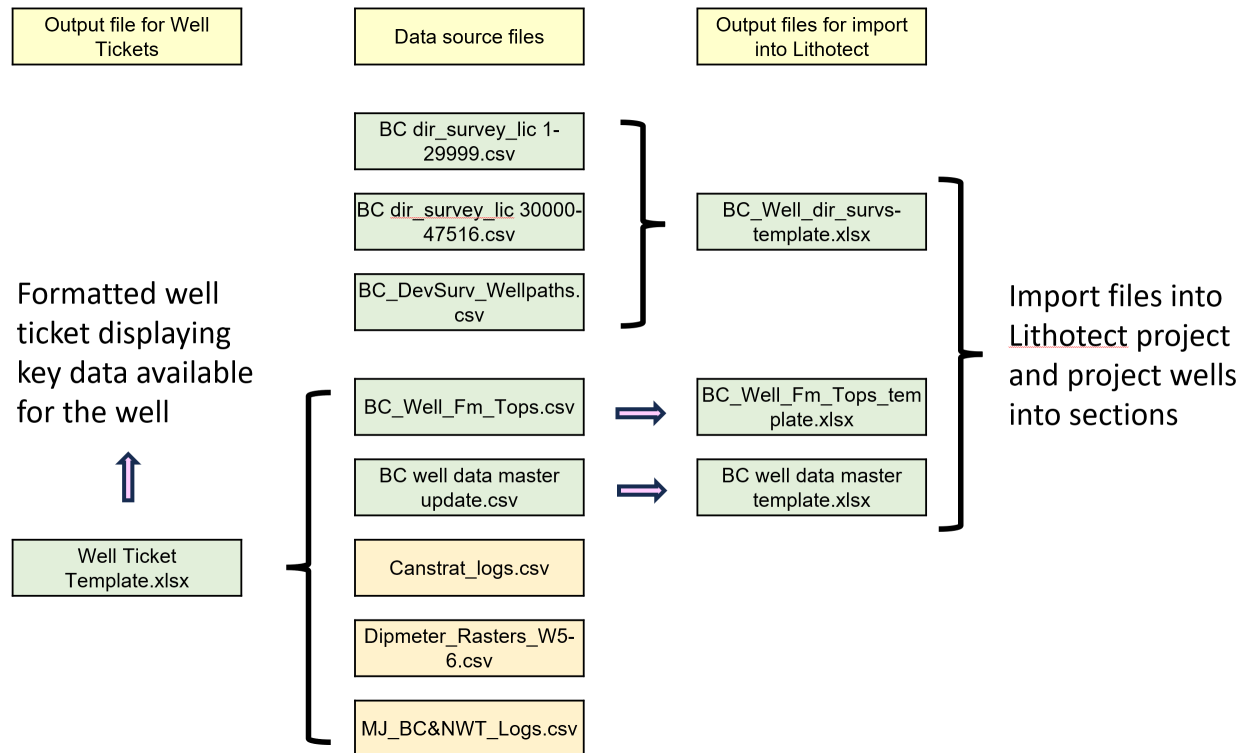 Output file for Well
Tickets
Data source files
Output files for import
into Lithotect
BC dir_survey_lic 1-
29999.csv
BC dir_survey_lic 30000-
47516.csv
BC_DevSurv_Wellpaths.
csv
BC_Well_dir_survs-
template.xlsx
Formatted well
ticket displaying
key data available
for the well
Import files into
Lithotect project
and project wells
into sections
BC_Well_Fm_Tops.csv
BC_Well_Fm_Tops_tem
plate.xlsx
BC well data master
update.csv
BC well data master
template.xlsx
Well Ticket
Template.xlsx
Canstrat_logs.csv
Dipmeter_Rasters_W5-
6.csv
MJ_BC&NWT_Logs.csv